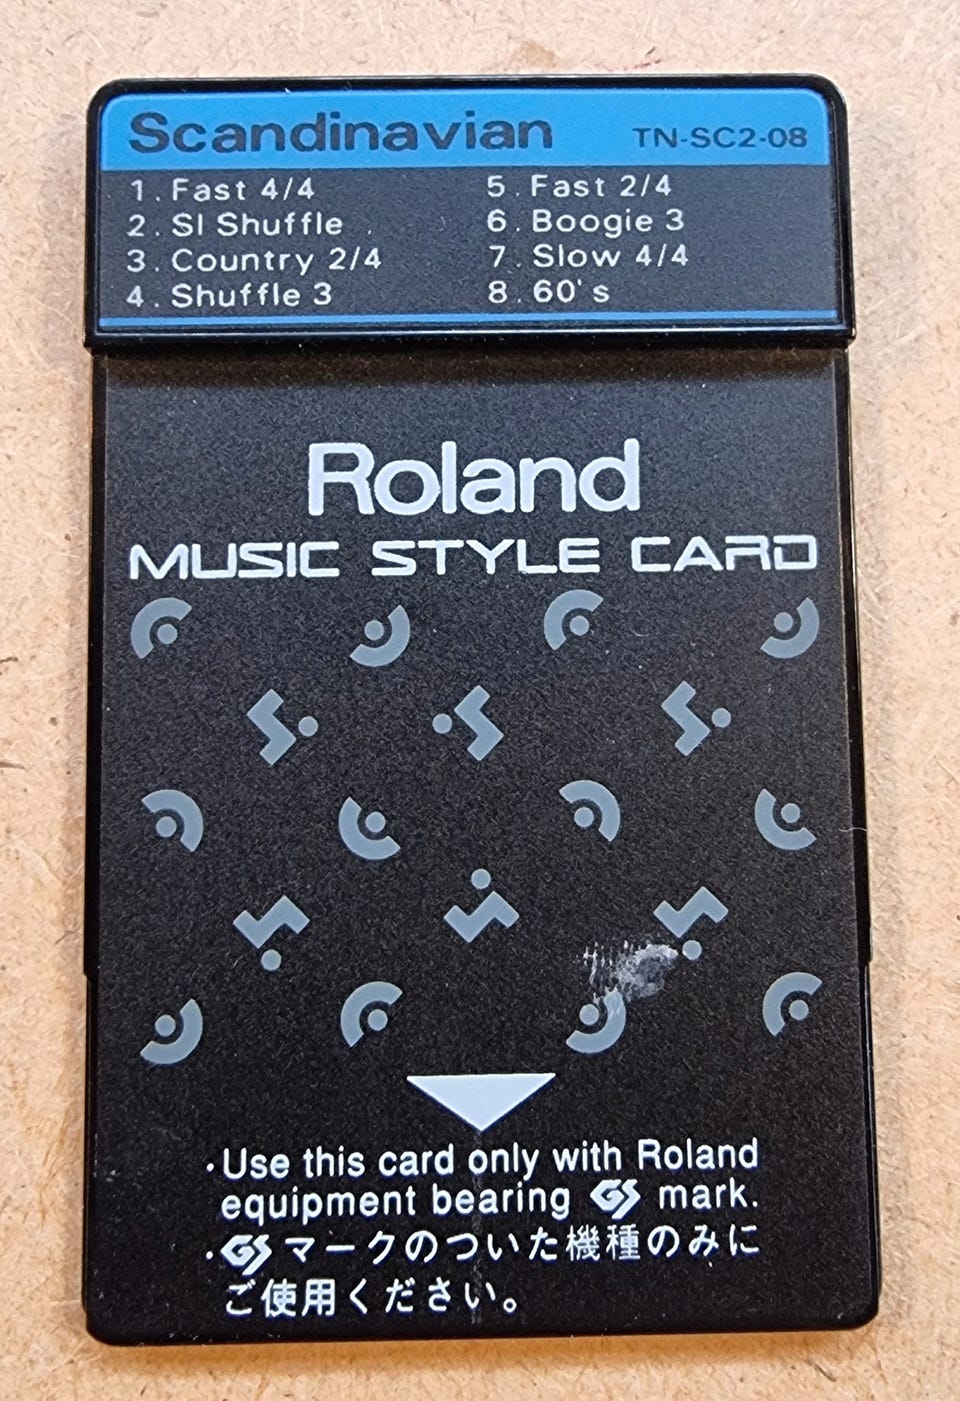 Scandinavian TN-SC2-08
1. Fast 4/4
2. Sl Shuffle
3. Country 2/4
4. Shuffle 3
5. Fast 2/4
6. Boogie 3
7. Slow 4/4
8. 60's
Roland
MUSIC STYLE CARD
・Use this card only with Roland
equipment bearing GS mark.
・GSマークのついた機種のみに
ご使用ください。